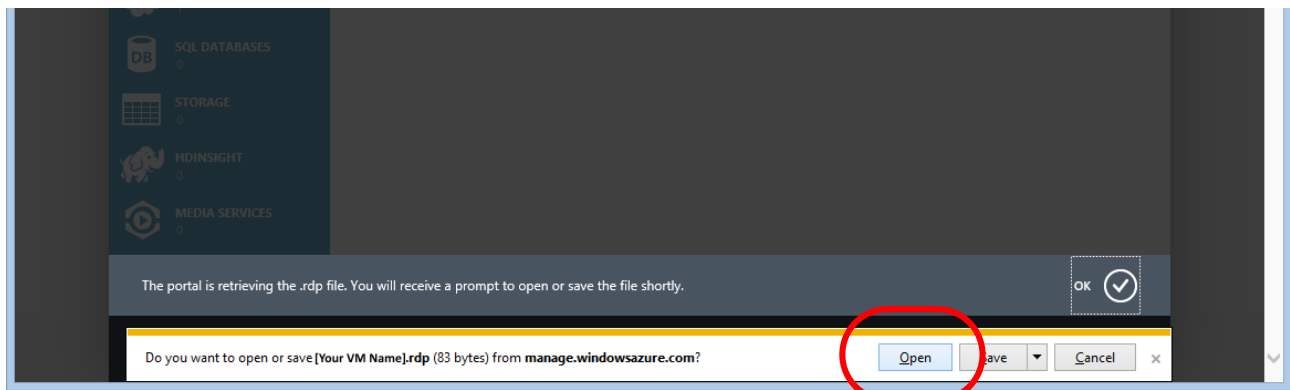 SQL DATABASES
0
STORAGE
0
HDINSIGHT
0
MEDIA SERVICES
0
The portal is retrieving the .rdp file. You will receive a prompt to open or save the file shortly.
OK
Do you want to open or save [Your VM Name].rdp (83 bytes) from manage.windowsazure.com?
Open
Save
Cancel
DB